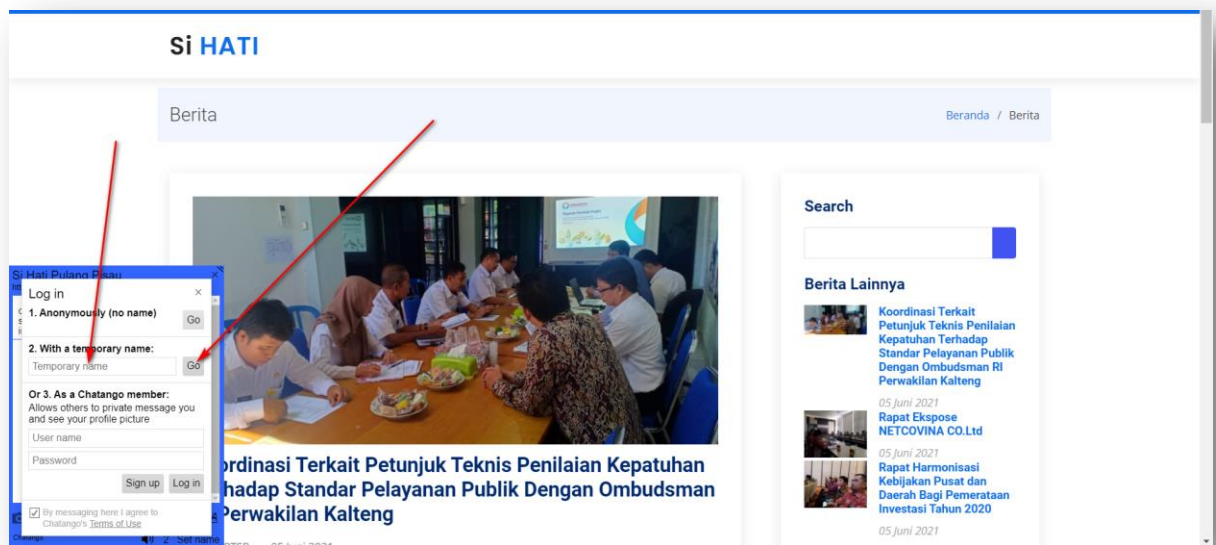 Si HATI
Berita
Beranda / Berita
Search
Berita Lainnya
Koordinasi Terkait
Petunjuk Teknis Penilaian
Kepatuhan Terhadap
Standar Pelayanan Publik
Dengan Ombudsman RI
Perwakilan Kalteng
05 Juni 2021
Rapat Ekspose
NETCOVINA CO.Ltd
05 Juni 2021
Rapat Harmonisasi
Kebijakan Pusat dan
Daerah Bagi Pemerataan
Investasi Tahun 2020
05 Juni 2021
ordinasi Terkait Petunjuk Teknis Penilaian Kepatuhan
hadap Standar Pelayanan Publik Dengan Ombudsman
Perwakilan Kalteng
05 Juni 2021
Si Hati Pulang Pisau
Log in
1. Anonymously (no name)
Go
2. With a temporary name:
Temporary name
Go
Or 3. As a Chatango member:
Allows others to private message you
and see your profile picture
User name
Password
Sign up Log in
By messaging here I agree to
Chatango's Terms of Use
Chatango
2 Set name